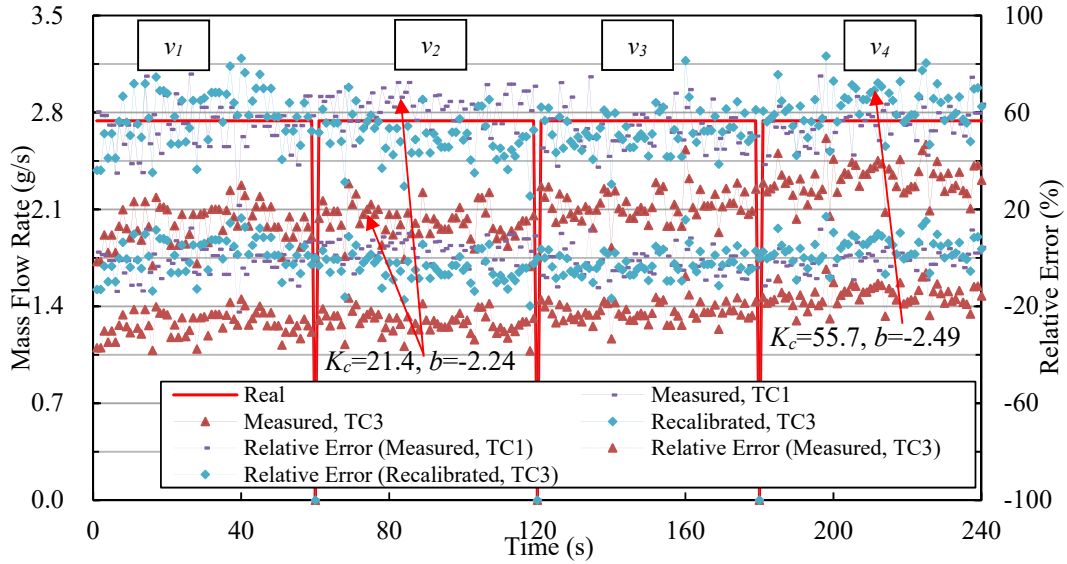 3.5
2.8
2.1
1.4
0.7
0.0
Mass Flow Rate (g/s)
100
60
20
-20
-60
-100
Relative Error (%)
v1
v2
v3
v4
Kc=21.4, b=-2.24
Kc=55.7, b=-2.49
Real
Measured, TC1
Measured, TC3
Recalibrated, TC3
Relative Error (Measured, TC1)
Relative Error (Measured, TC3)
Relative Error (Recalibrated, TC3)
0
40
80
120
160
200
240
Time (s)